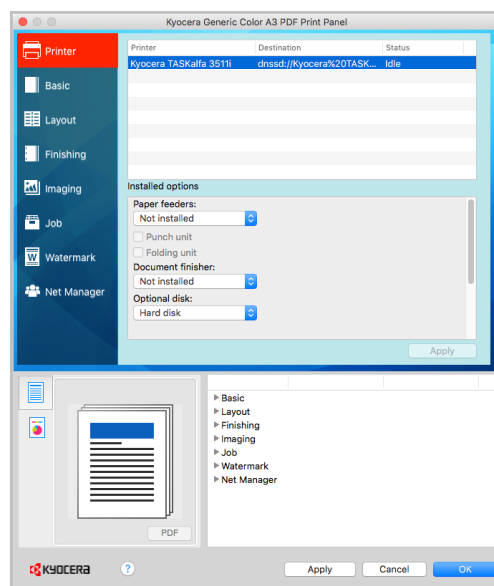 Kyocera Generic Color A3 PDF Print Panel
Printer
Basic
Layout
Finishing
Imaging
Job
Watermark
Net Manager
Printer Destination Status
Kyocera TASKalfa 3511i dnssd://Kyocera%20TASK... Idle
Installed options
Paper feeders:
Not installed
Punch unit
Folding unit
Document finisher:
Not installed
Optional disk:
Hard disk
Apply
Basic
Layout
Finishing
Imaging
Job
Watermark
Net Manager
PDF
KYOCERA ? Apply Cancel OK